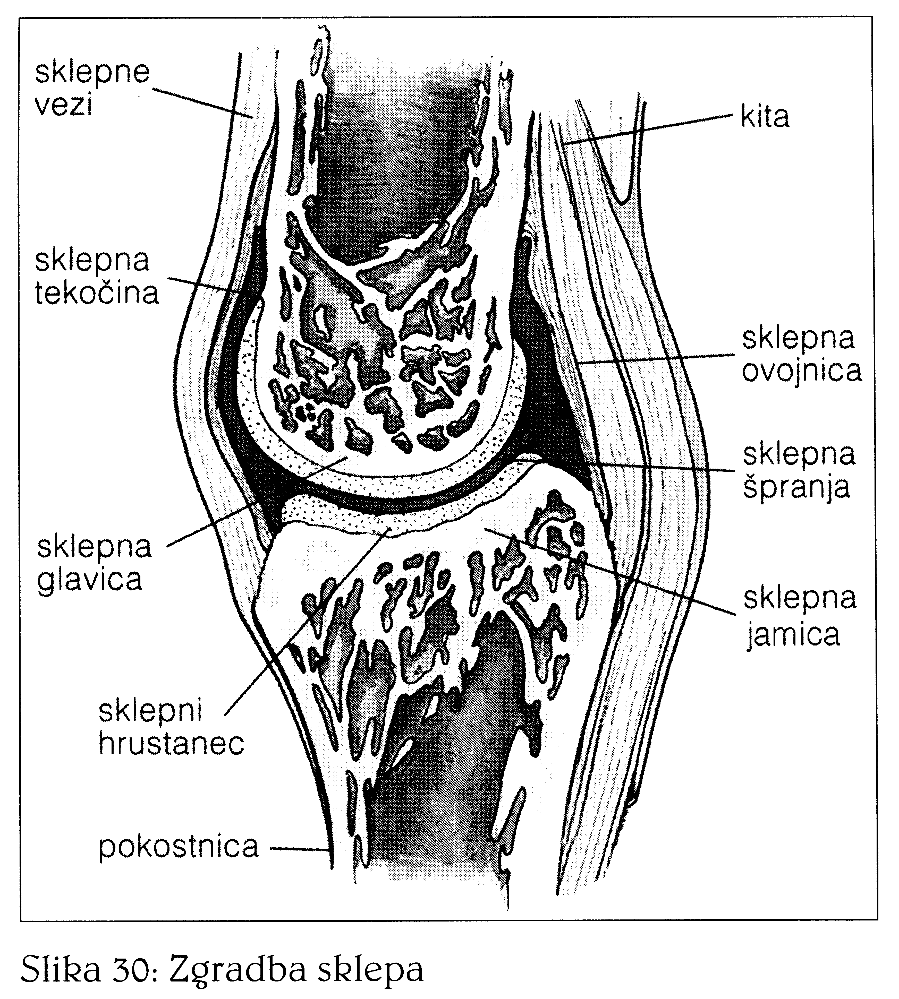 sklepne
vezi
kita
sklepna
tekočina
sklepna
ovojnica
sklepna
špranja
sklepna
glavica
sklepna
jamica
sklepni
hrustanec
pokostnica
Slika 30: Zgradba sklepa